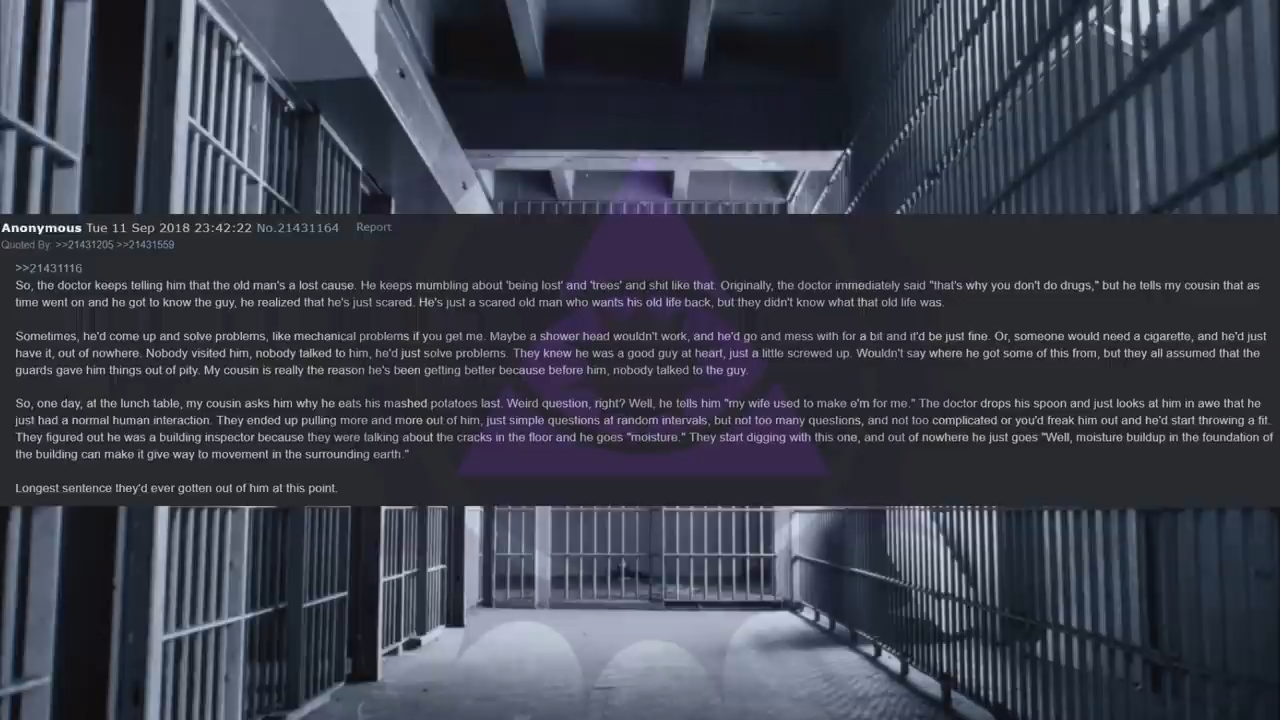 Anonymous Tue 11 Sep 2018 23:42:22 No.21431164 Report
Quoted By: >>21431205 >>21431559
>>21431116
So, the doctor keeps telling him that the old man's a lost cause. He keeps mumbling about 'being lost' and 'trees' and shit like that. Originally, the doctor immediately said "that's why you don't do drugs," but he tells my cousin that as
time went on and he got to know the guy, he realized that he's just scared. He's just a scared old man who wants his old life back, but they didn't know what that old life was.
Sometimes, he'd come up and solve problems, like mechanical problems if you get me. Maybe a shower head wouldn't work, and he'd go and mess with for a bit and it'd be just fine. Or, someone would need a cigarette, and he'd just
have it, out of nowhere. Nobody visited him, nobody talked to him, he'd just solve problems. They knew he was a good guy at heart, just a little screwed up. Wouldn't say where he got some of this from, but they all assumed that the
guards gave him things out of pity. My cousin is really the reason he's been getting better because before him, nobody talked to the guy.
So, one day, at the lunch table, my cousin asks him why he eats his mashed potatoes last. Weird question, right? Well, he tells him "my wife used to make e'm for me." The doctor drops his spoon and just looks at him in awe that he
just had a normal human interaction. They ended up pulling more and more out of him, just simple questions at random intervals, but not too many questions, and not too complicated or you'd freak him out and he'd start throwing a fit.
They figured out he was a building inspector because they were talking about the cracks in the floor and he goes "moisture." They start digging with this one, and out of nowhere he just goes "Well, moisture buildup in the foundation of
the building can make it give way to movement in the surrounding earth."
Longest sentence they'd ever gotten out of him at this point.